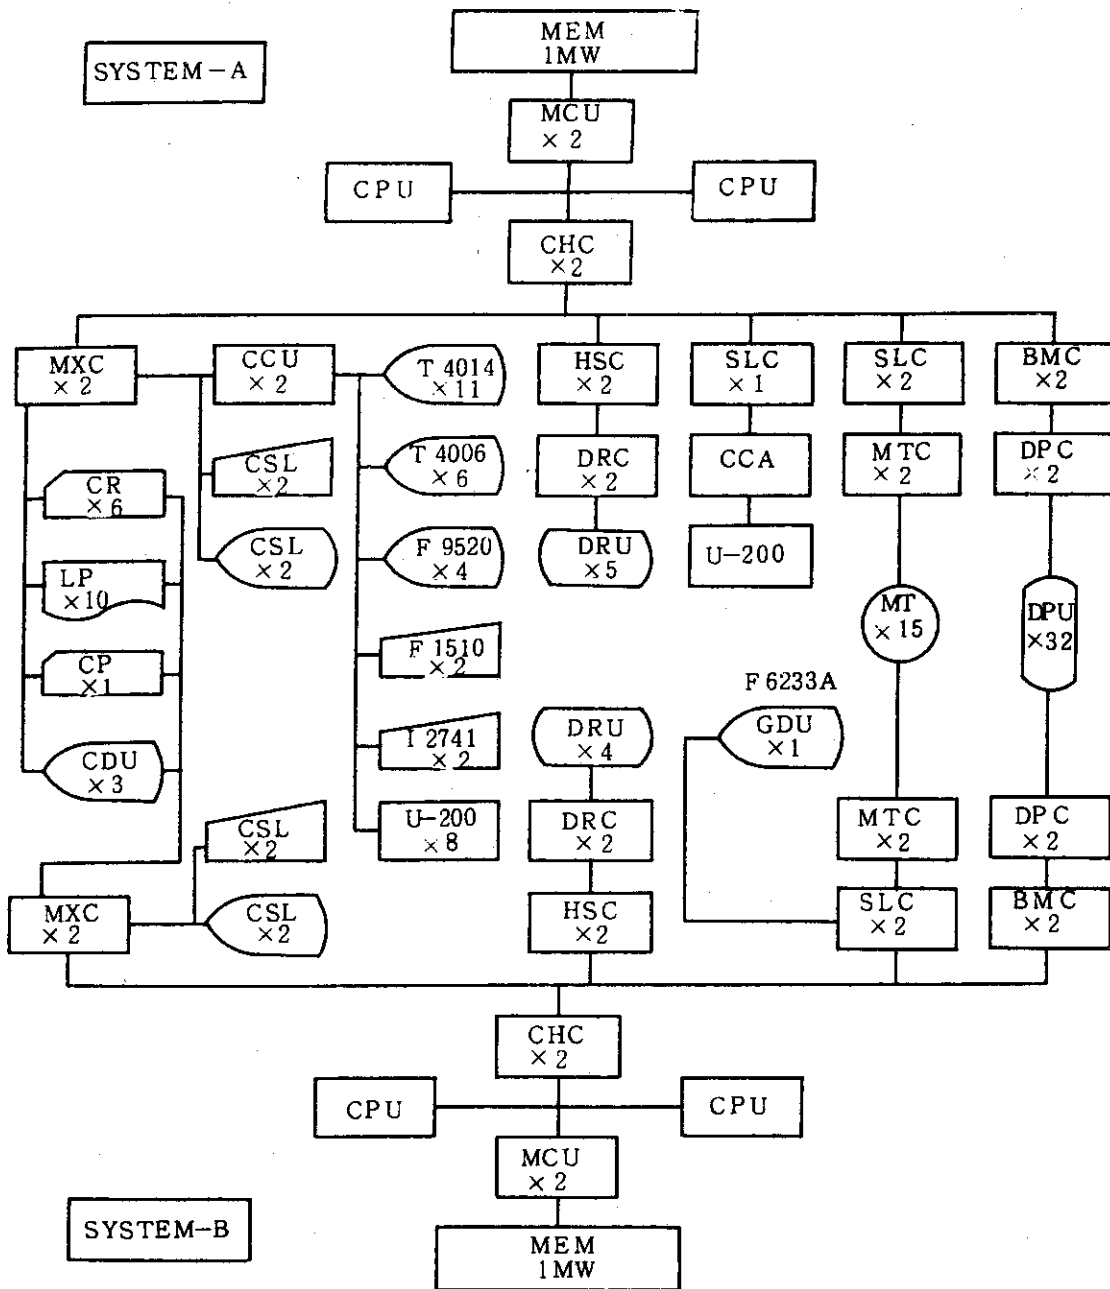 MEM
1MW
SYSTEM-A
MCU
×2
CPU
CPU
CHC
×2
MXC
×2
CCU
×2
T 4014
×11
HSC
×2
SLC
×1
SLC
×2
BMC
×2
CSL
×2
T 4006
×6
DRC
×2
CCA
MTC
×2
DPC
×2
CR
×6
CSL
×2
F 9520
×4
DRU
×5
U-200
LP
×10
MT
×15
DPU
×32
F 1510
×2
CP
×1
F 6233A
GDU
×1
I 2741
×2
DRU
×4
CDU
×3
CSL
×2
U-200
×8
DRC
×2
MTC
×2
DPC
×2
MXC
×2
CSL
×2
HSC
×2
SLC
×2
BMC
×2
CHC
×2
CPU
CPU
MCU
×2
SYSTEM-B
MEM
1MW